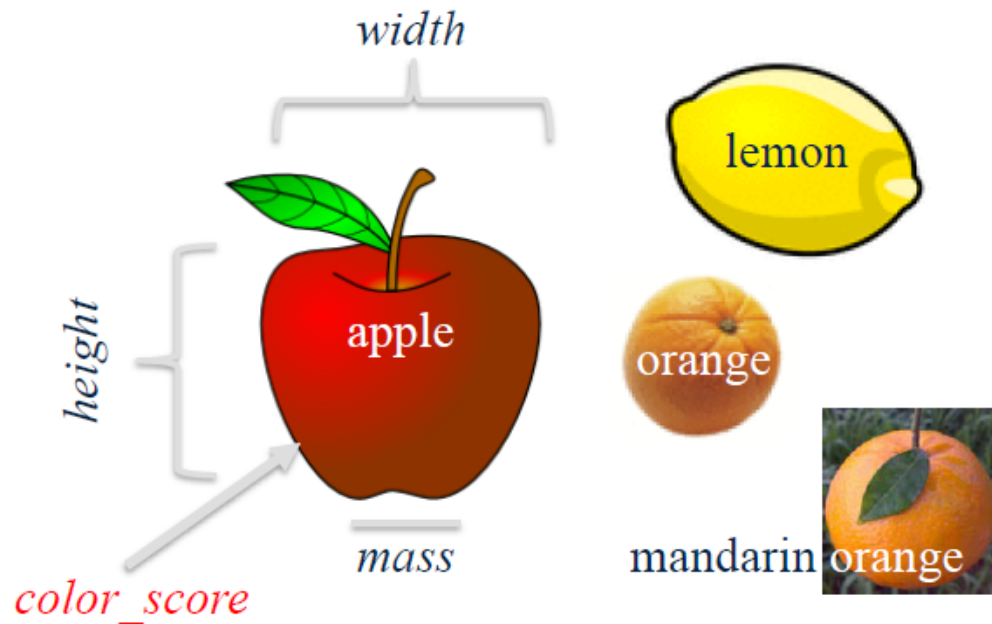 width
lemon
apple
height
orange
mandarin orange
mass
color_score